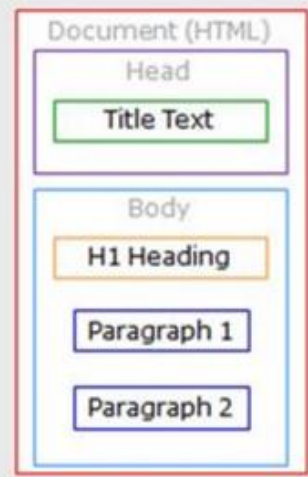 Document (HTML)
Head
Title Text
Body
H1 Heading
Paragraph 1
Paragraph 2